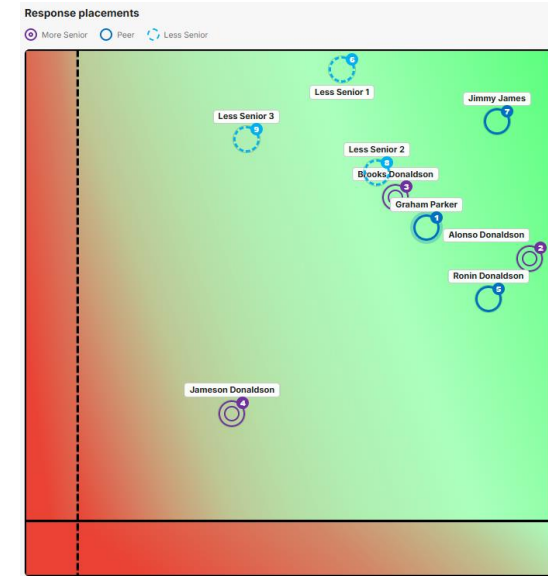 Response placements
More Senior Peer Less Senior
6
Less Senior 1
Jimmy James
7
Less Senior 3
9
Less Senior 2
8
Brooks Donaldson
3
Graham Parker
1
Alonso Donaldson
2
Ronin Donaldson
5
Jameson Donaldson
4